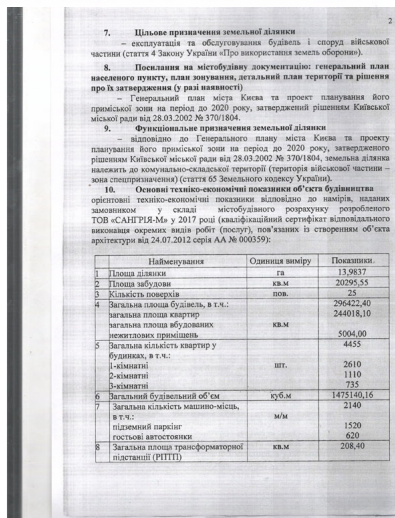 2
7. Цільове призначення земельної ділянки
– експлуатація та обслуговування будівель і споруд військової
частини (стаття 4 Закону України «Про використання земель оборони»).
8. Посилання на містобудівну документацію: генеральний план
населеного пункту, план зонування, детальний план території та рішення
про їх затвердження (у разі наявності)
– Генеральний план міста Києва та проект планування його
приміської зони на період до 2020 року, затверджений рішенням Київської
міської ради від 28.03.2002 № 370/1804.
9. Функціональне призначення земельної ділянки
– відповідно до Генерального плану міста Києва та проекту
планування його приміської зони на період до 2020 року, затвердженого
рішенням Київської міської ради від 28.03.2002 № 370/1804, земельна ділянка
належить до комунально-складської території (територія військової частини –
зона спецпризначення) (стаття 65 Земельного кодексу України).
10. Основні техніко-економічні показники об'єкта будівництва
орієнтовні техніко-економічні показники відповідно до намірів, наданих
замовником у складі містобудівного розрахунку розробленого
ТОВ «САНГРІЯ-М» у 2017 році (кваліфікаційний сертифікат відповідального
виконавця окремих видів робіт (послуг), пов'язаних із створенням об'єкта
архітектури від 24.07.2012 серія АА № 000359):
Найменування Одиниця виміру Показники.
1 Площа ділянки га 13,9837
2 Площа забудови кв.м 20295,55
3 Кількість поверхів пов. 25
4 Загальна площа будівель, в т.ч.: 296422,40
загальна площа квартир 244018,10
загальна площа вбудованих кв.м
нежитлових приміщень 5004,00
5 Загальна кількість квартир у 4455
будинках, в т.ч.:
1-кімнатні шт. 2610
2-кімнатні 1110
3-кімнатні 735
6 Загальний будівельний об'єм куб.м 1475140,16
7 Загальна кількість машино-місць, 2140
в т.ч.: м/м
підземний паркінг 1520
гостьові автостоянки 620
8 Загальна площа трансформаторної кв.м 208,40
підстанції (РПТП)